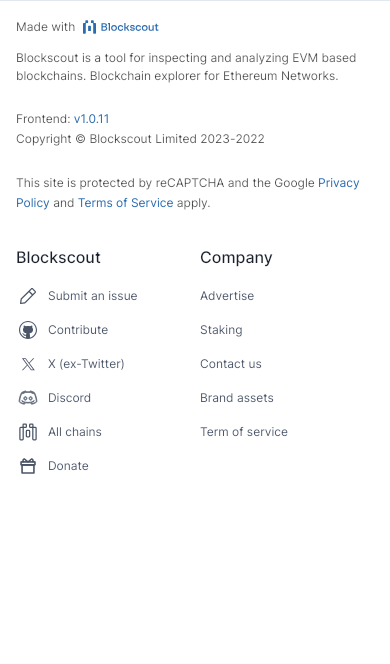 Made with Blockscout
Blockscout is a tool for inspecting and analyzing EVM based
blockchains. Blockchain explorer for Ethereum Networks.
Frontend: v1.0.11
Copyright © Blockscout Limited 2023-2022
This site is protected by reCAPTCHA and the Google Privacy
Policy and Terms of Service apply.
Blockscout
Submit an issue
Contribute
X (ex-Twitter)
Discord
All chains
Donate
Company
Advertise
Staking
Contact us
Brand assets
Term of service